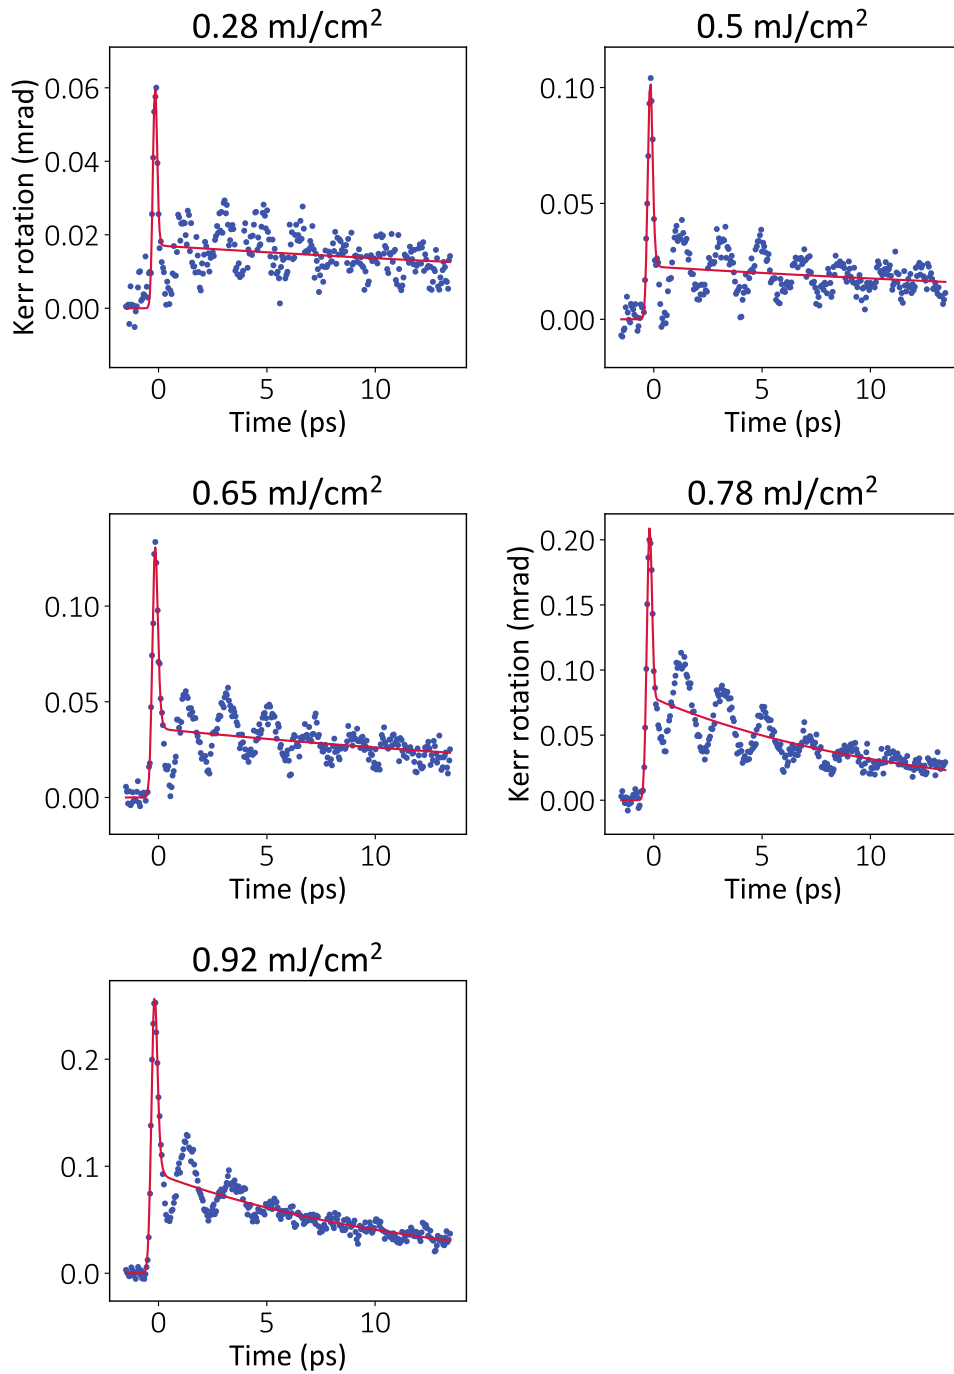 0.28 mJ/cm²
0.06
0.04
0.02
0.00
Kerr rotation (mrad)
0 5 10
Time (ps)
0.5 mJ/cm²
0.10
0.05
0.00
0 5 10
Time (ps)
0.65 mJ/cm²
0.10
0.05
0.00
0 5 10
Time (ps)
0.78 mJ/cm²
0.20
0.15
0.10
0.05
0.00
Kerr rotation (mrad)
0 5 10
Time (ps)
0.92 mJ/cm²
0.2
0.1
0.0
0 5 10
Time (ps)